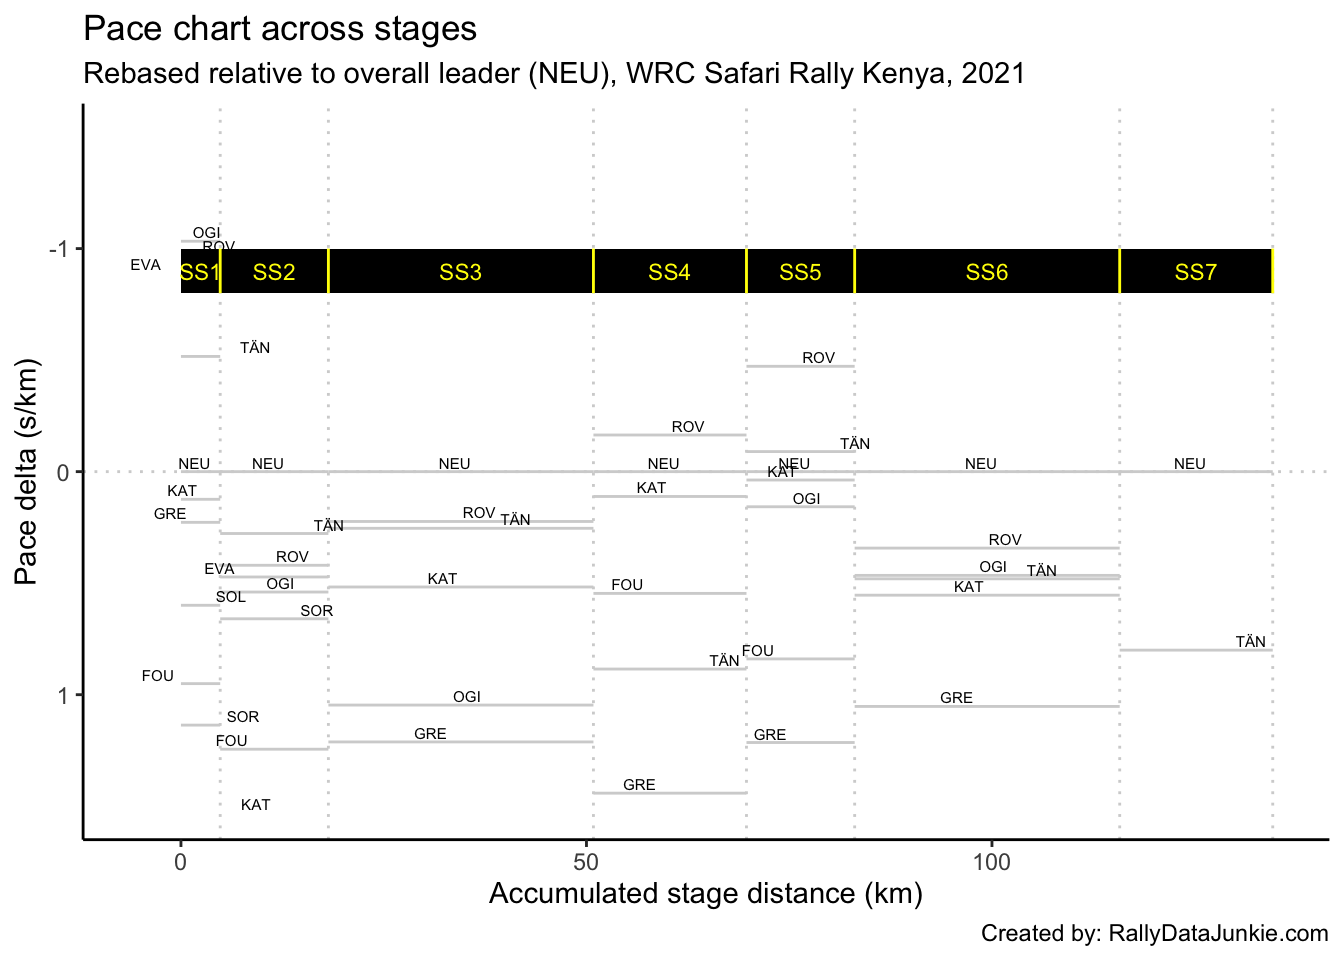 Pace chart across stages
Rebased relative to overall leader (NEU), WRC Safari Rally Kenya, 2021
OGI
ROV
-1
EVA
SS1 SS2 SS3 SS4 SS5 SS6 SS7
TÄN
ROV
ROV
TÄN
0
NEU NEU NEU NEU NEU NEU NEU
KAT
KAT KAT
OGI
GRE ROV TÄN
TÄN
ROV
ROV
EVA OGI TÄN
OGI KAT FOU KAT
SOL
SOR
TÄN
FOU TÄN
FOU
1
OGI GRE
SOR
GRE GRE
FOU
GRE
KAT
Pace delta (s/km)
0 50 100
Accumulated stage distance (km)
Created by: RallyDataJunkie.com